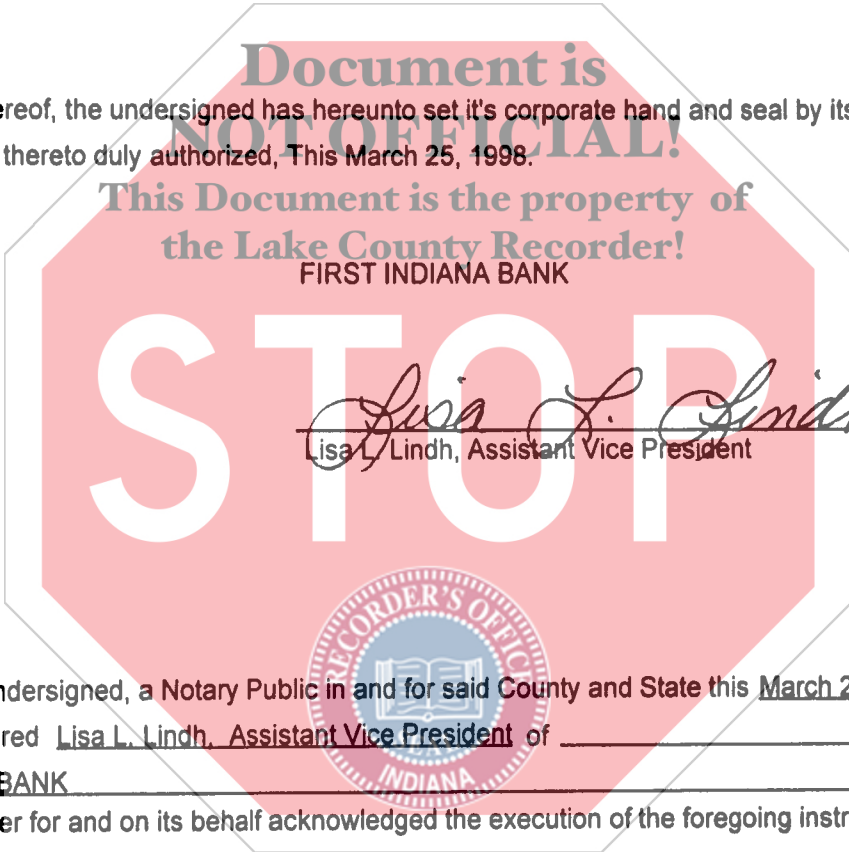 Document is
ereof, the undersigned has hereunto set it's corporate hand and seal by its
NOT OFFICIAL!
thereto duly authorized, This March 25, 1998.
This Document is the property of
the Lake County Recorder!
FIRST INDIANA BANK
STOP
Lisa L. Lindh
Lisa L. Lindh, Assistant Vice President
RECORDER'S OFFICE
ndersigned, a Notary Public in and for said County and State this March 2
red Lisa L. Lindh, Assistant Vice President of
BANK
INDIANA
er for and on its behalf acknowledged the execution of the foregoing instr